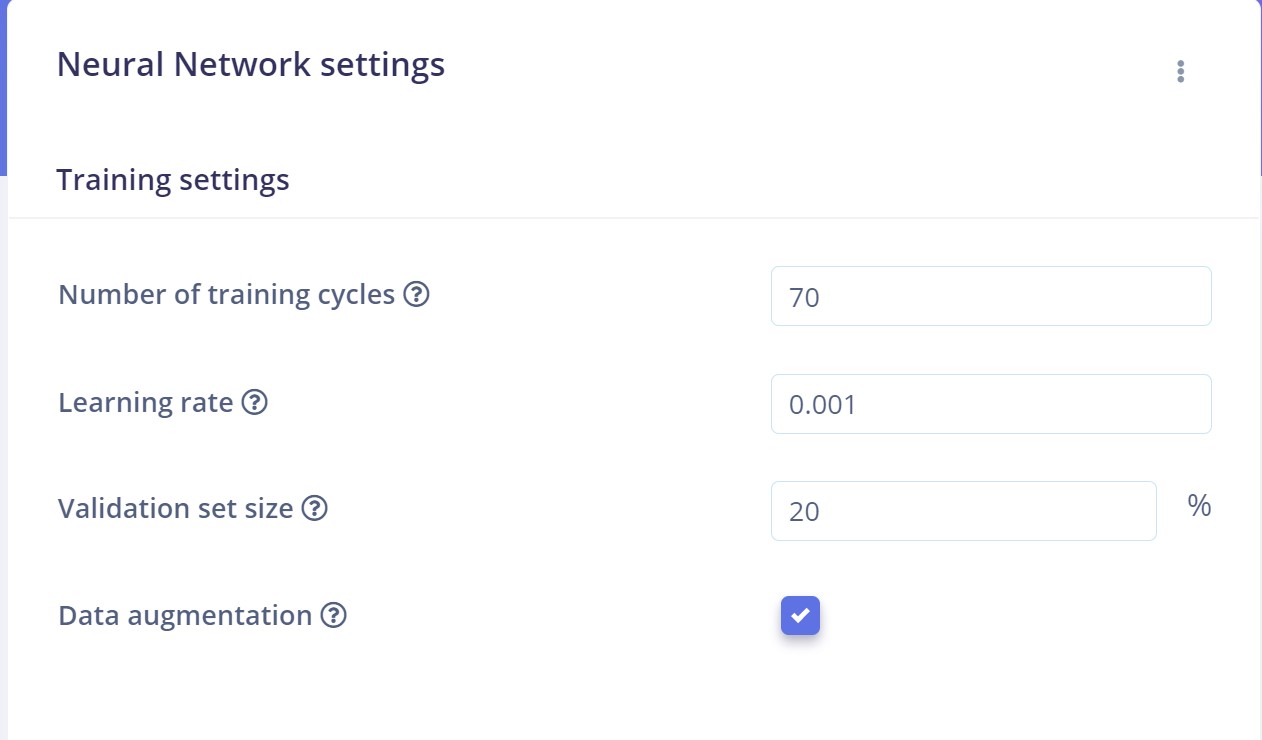 Neural Network settings
Training settings
Number of training cycles ?
70
Learning rate ?
0.001
Validation set size ?
20 %
Data augmentation ?